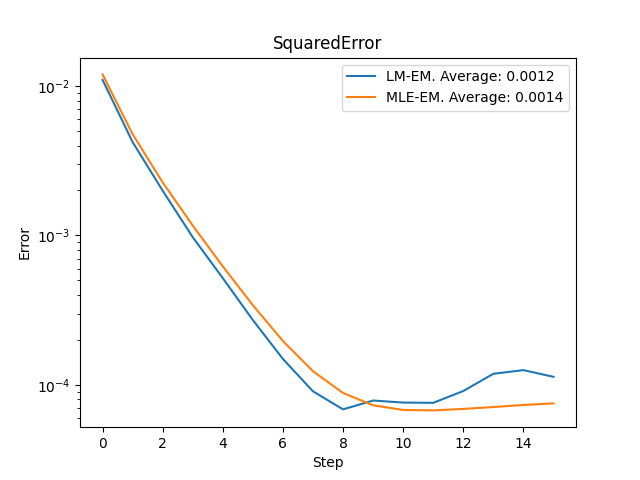 SquaredError
LM-EM. Average: 0.0012
MLE-EM. Average: 0.0014
Error
10⁻²
10⁻³
10⁻⁴
0 2 4 6 8 10 12 14
Step